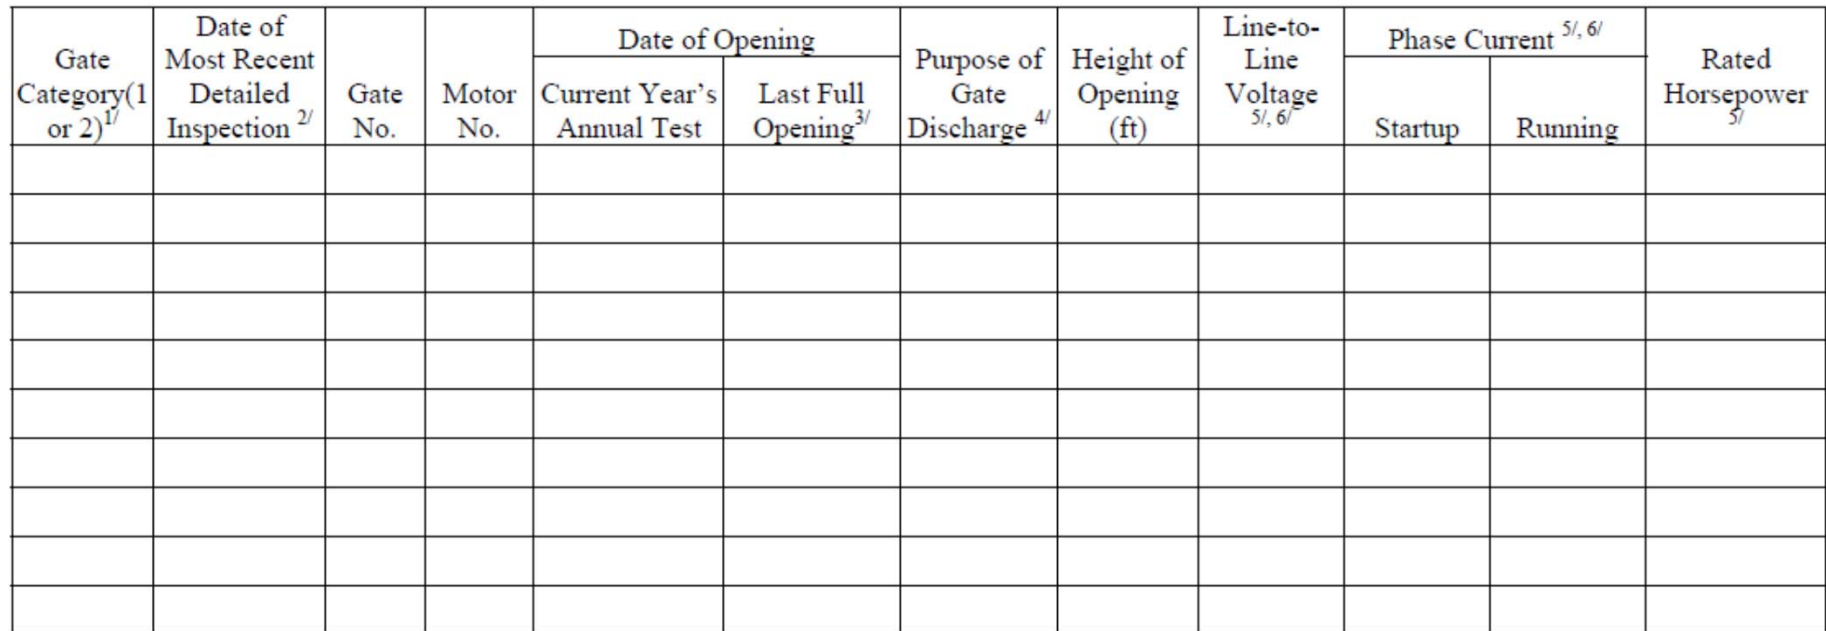 Gate
Category(1
or 2)1/
Date of
Most Recent
Detailed
Inspection 2/
Gate
No.
Motor
No.
Date of Opening
Current Year's
Annual Test
Last Full
Opening3/
Purpose of
Gate
Discharge 4/
Height of
Opening
(ft)
Line-to-
Line
Voltage
5/, 6/
Phase Current 5/, 6/
Startup
Running
Rated
Horsepower
5/